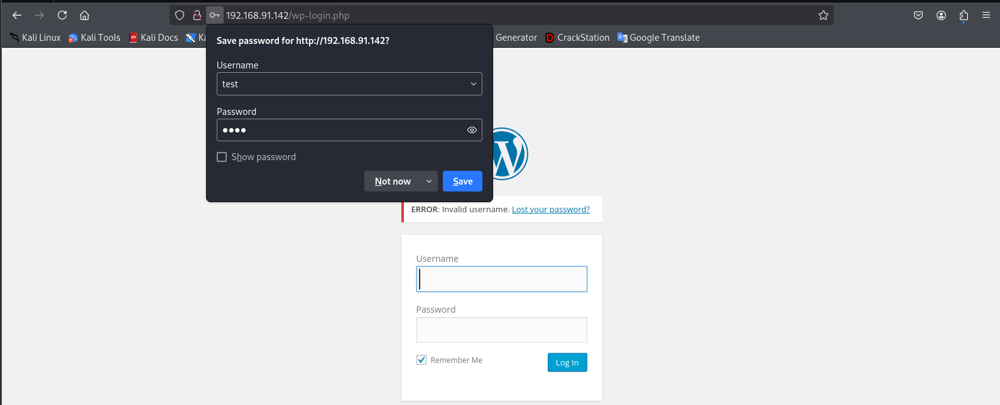 192.168.91.142/wp-login.php
Kali Linux Kali Tools Kali Docs Ka Generator CrackStation Google Translate
Save password for http://192.168.91.142?
Username
test
Password
Show password
Not now Save
ERROR: Invalid username. Lost your password?
Username
Password
Remember Me Log In